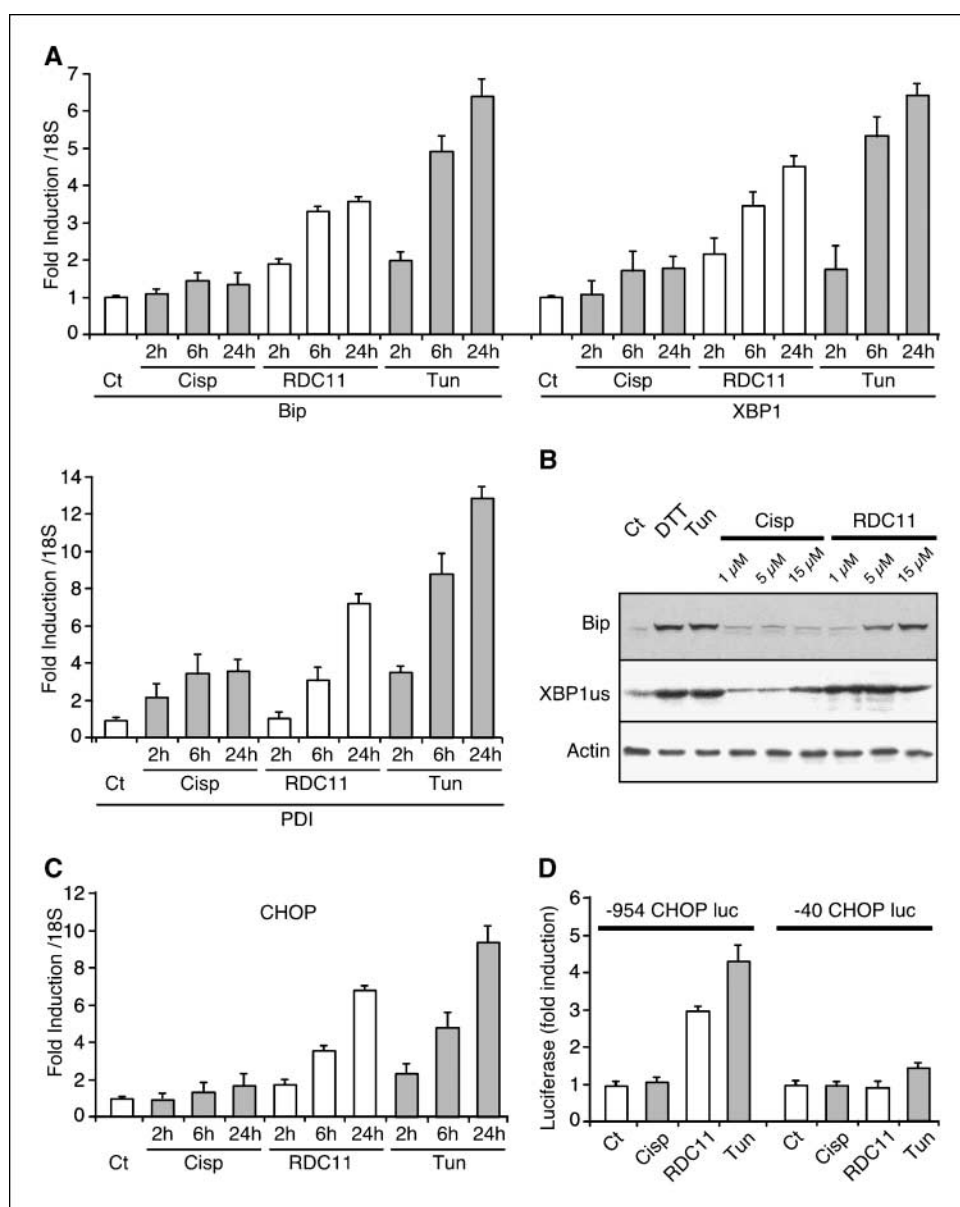 A
Fold Induction /18S
7
6
5
4
3
2
1
0
2h 6h 24h 2h 6h 24h 2h 6h 24h 2h 6h 24h 2h 6h 24h 2h 6h 24h
Ct Cisp RDC11 Tun Ct Cisp RDC11 Tun
Bip XBP1
Fold Induction /18S
14
12
10
8
6
4
2
0
2h 6h 24h 2h 6h 24h 2h 6h 24h
Ct Cisp RDC11 Tun
PDI
B
Ct DTT Tun Cisp RDC11
1 µM 5 µM 15 µM 1 µM 5 µM 15 µM
Bip
XBP1us
Actin
C
CHOP
Fold Induction /18S
12
10
8
6
4
2
0
2h 6h 24h 2h 6h 24h 2h 6h 24h
Ct Cisp RDC11 Tun
D
-954 CHOP luc -40 CHOP luc
Luciferase (fold induction)
6
5
4
3
2
1
0
Ct Cisp RDC11 Tun Ct Cisp RDC11 Tun